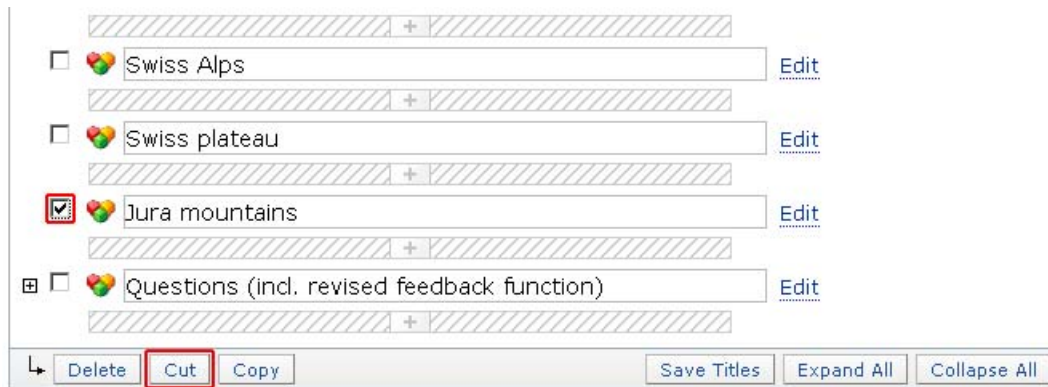 +
Swiss Alps Edit
+
Swiss plateau Edit
+
Jura mountains Edit
+
Questions (incl. revised feedback function) Edit
+
Delete Cut Copy Save Titles Expand All Collapse All